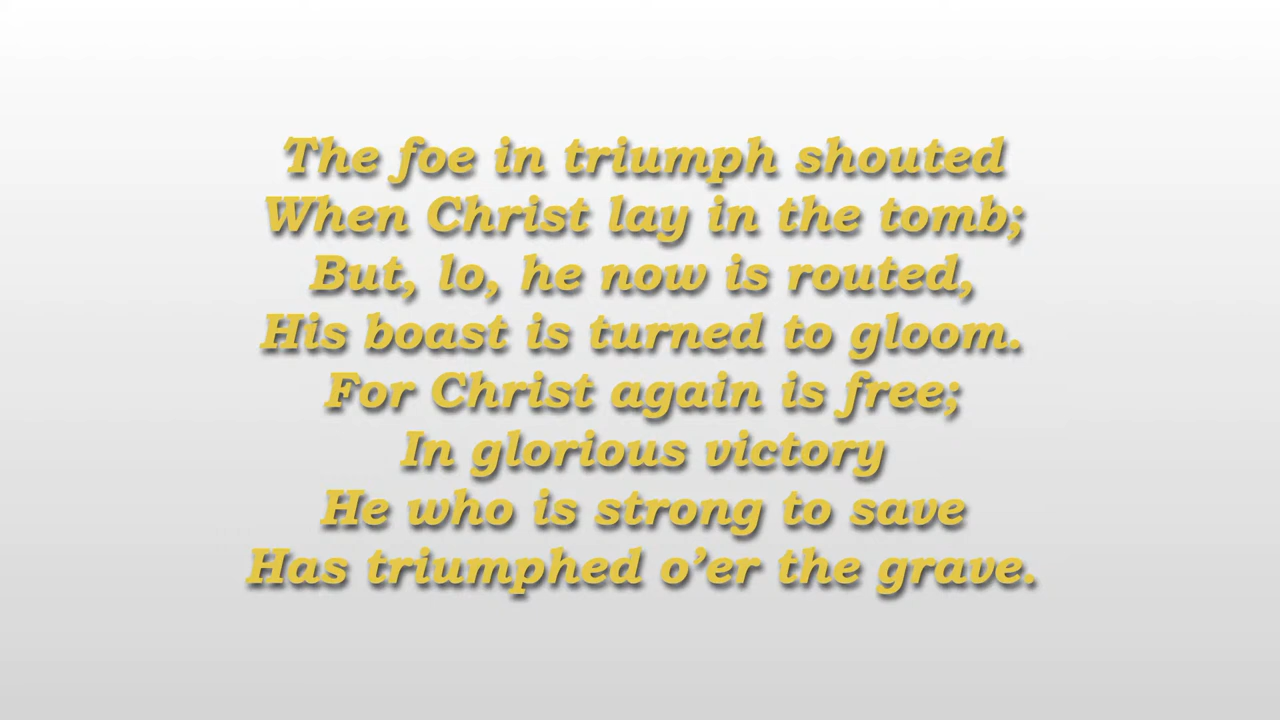 The foe in triumph shouted
When Christ lay in the tomb;
But, lo, he now is routed,
His boast is turned to gloom.
For Christ again is free;
In glorious victory
He who is strong to save
Has triumphed o’er the grave.